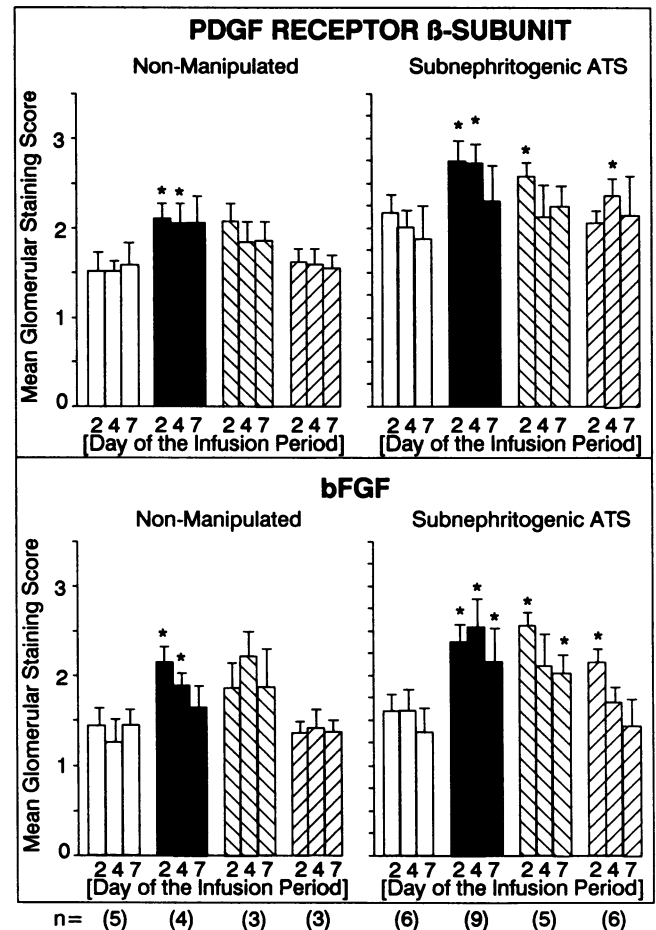 PDGF RECEPTOR ß-SUBUNIT
Non-Manipulated Subnephritogenic ATS
Mean Glomerular Staining Score
3
2
1
0
* * * * * *
2 4 7 2 4 7 2 4 7 2 4 7 2 4 7 2 4 7 2 4 7 2 4 7
[Day of the Infusion Period] [Day of the Infusion Period]
bFGF
Non-Manipulated Subnephritogenic ATS
Mean Glomerular Staining Score
3
2
1
0
* * * * * * * *
2 4 7 2 4 7 2 4 7 2 4 7 2 4 7 2 4 7 2 4 7 2 4 7
[Day of the Infusion Period] [Day of the Infusion Period]
n= (5) (4) (3) (3) (6) (9) (5) (6)